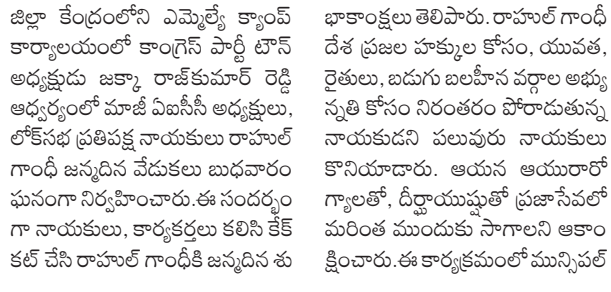 జిల్లా కేంద్రంలోని ఎమ్మెల్యే క్యాంప్
కార్యాలయంలో కాంగ్రెస్ పార్టీ టౌన్
అధ్యక్షుడు జక్కా రాజ్‌కుమార్ రెడ్డి
ఆధ్వర్యంలో మాజీ ఏఐసీసీ అధ్యక్షులు,
లోక్‌సభ ప్రతిపక్ష నాయకులు రాహుల్
గాంధీ జన్మదిన వేడుకలు బుధవారం
ఘనంగా నిర్వహించారు.ఈ సందర్భం
గా నాయకులు, కార్యకర్తలు కలిసి కేక్
కట్ చేసి రాహుల్ గాంధీకి జన్మదిన శు
భాకాంక్షలు తెలిపారు.రాహుల్ గాంధీ
దేశ ప్రజల హక్కుల కోసం, యువత,
రైతులు, బడుగు బలహీన వర్గాల అభ్యు
న్నతి కోసం నిరంతరం పోరాడుతున్న
నాయకుడని పలువురు నాయకులు
కొనియాడారు. ఆయన ఆయురారో
గ్యాలతో, దీర్ఘాయుష్షుతో ప్రజాసేవలో
మరింత ముందుకు సాగాలని ఆకాం
క్షించారు.ఈ కార్యక్రమంలో మున్సిపల్